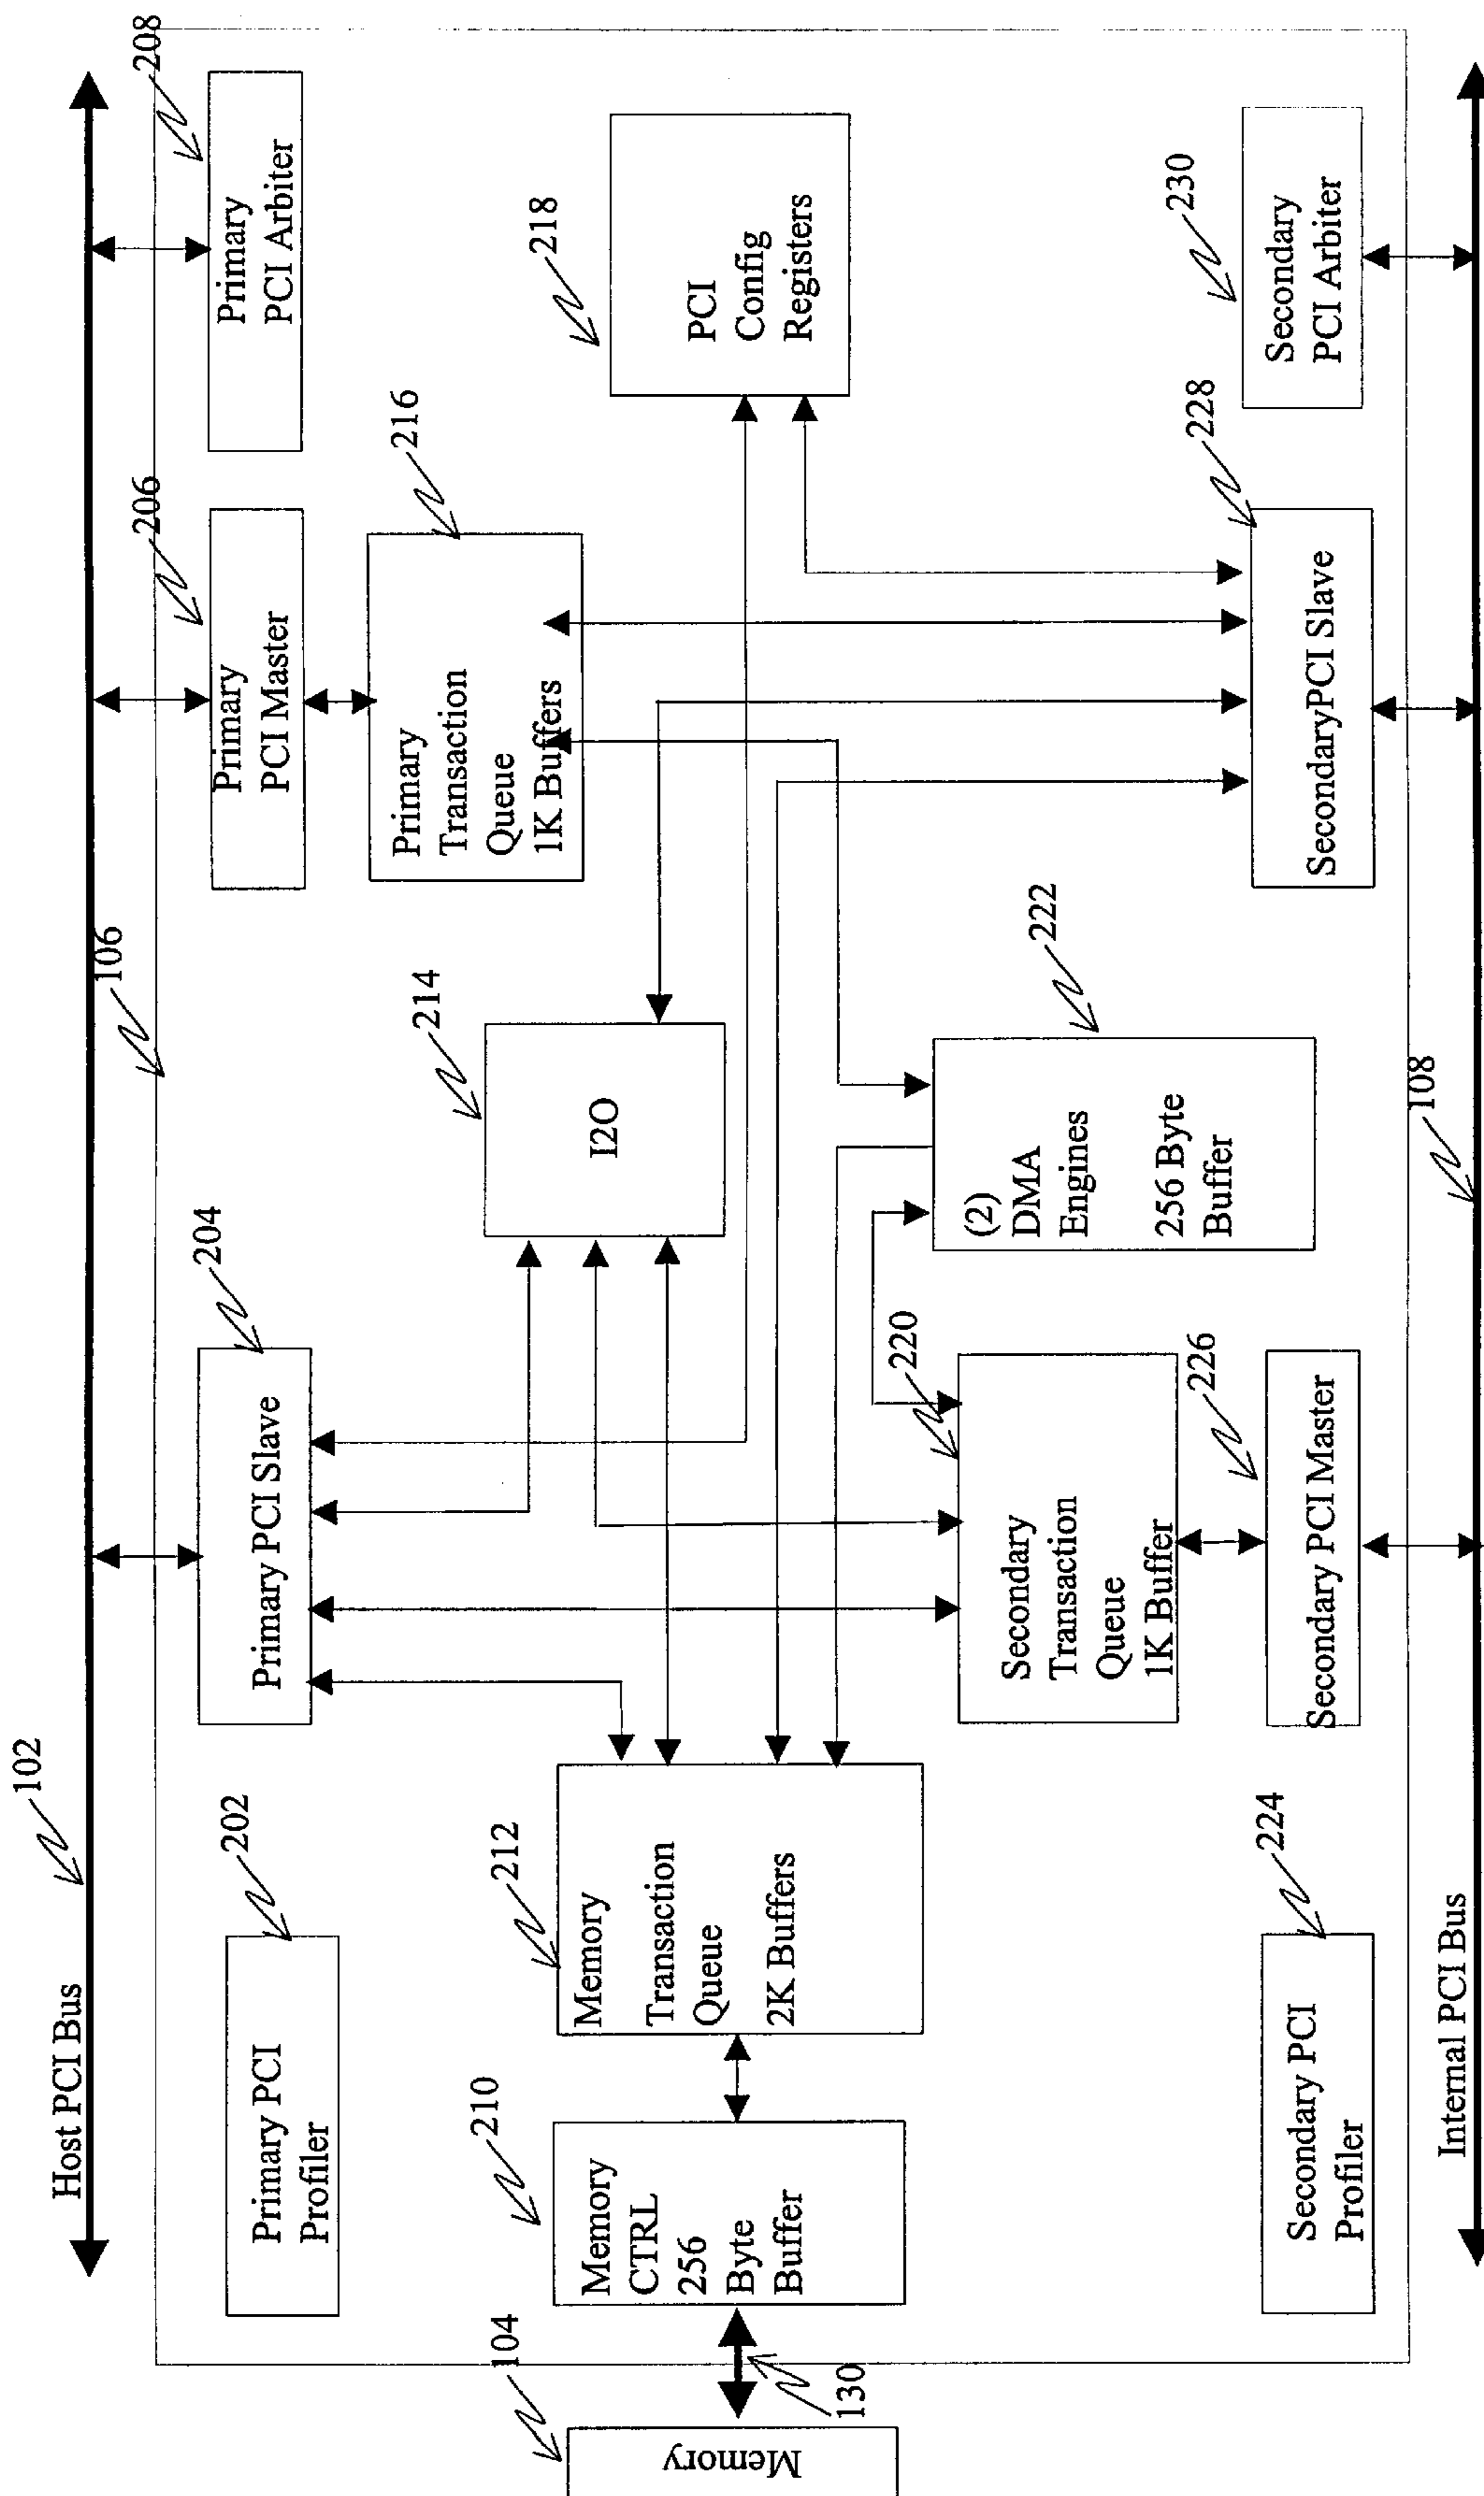 Host PCI Bus
102
106
Primary PCI
Profiler
202
Primary PCI Slave
204
Primary
PCI Master
206
Primary
PCI Arbiter
208
Memory
104
130
Memory
CTRL
256
Byte
Buffer
210
Memory
Transaction
Queue
2K Buffers
212
I2O
214
Primary
Transaction
Queue
1K Buffers
216
PCI
Config
Registers
218
Secondary
Transaction
Queue
1K Buffer
220
(2)
DMA
Engines
256 Byte
Buffer
222
Secondary PCI
Profiler
224
Secondary PCI Master
226
SecondaryPCI Slave
228
Secondary
PCI Arbiter
230
Internal PCI Bus
108